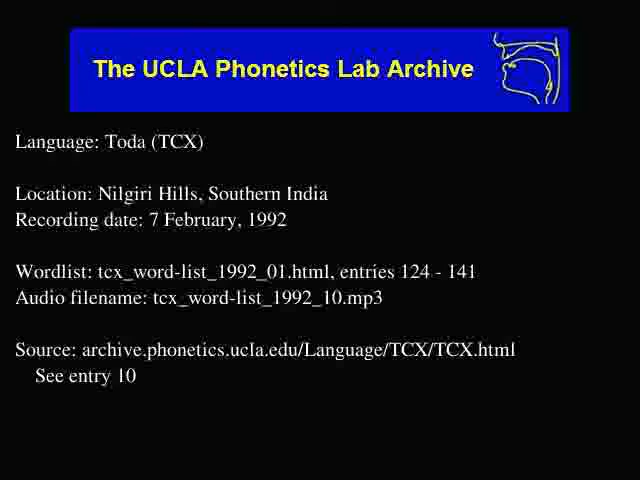 The UCLA Phonetics Lab Archive
Language: Toda (TCX)
Location: Nilgiri Hills, Southern India
Recording date: 7 February, 1992
Wordlist: tcx_word-list_1992_01.html, entries 124 - 141
Audio filename: tcx_word-list_1992_10.mp3
Source: archive.phonetics.ucla.edu/Language/TCX/TCX.html
See entry 10